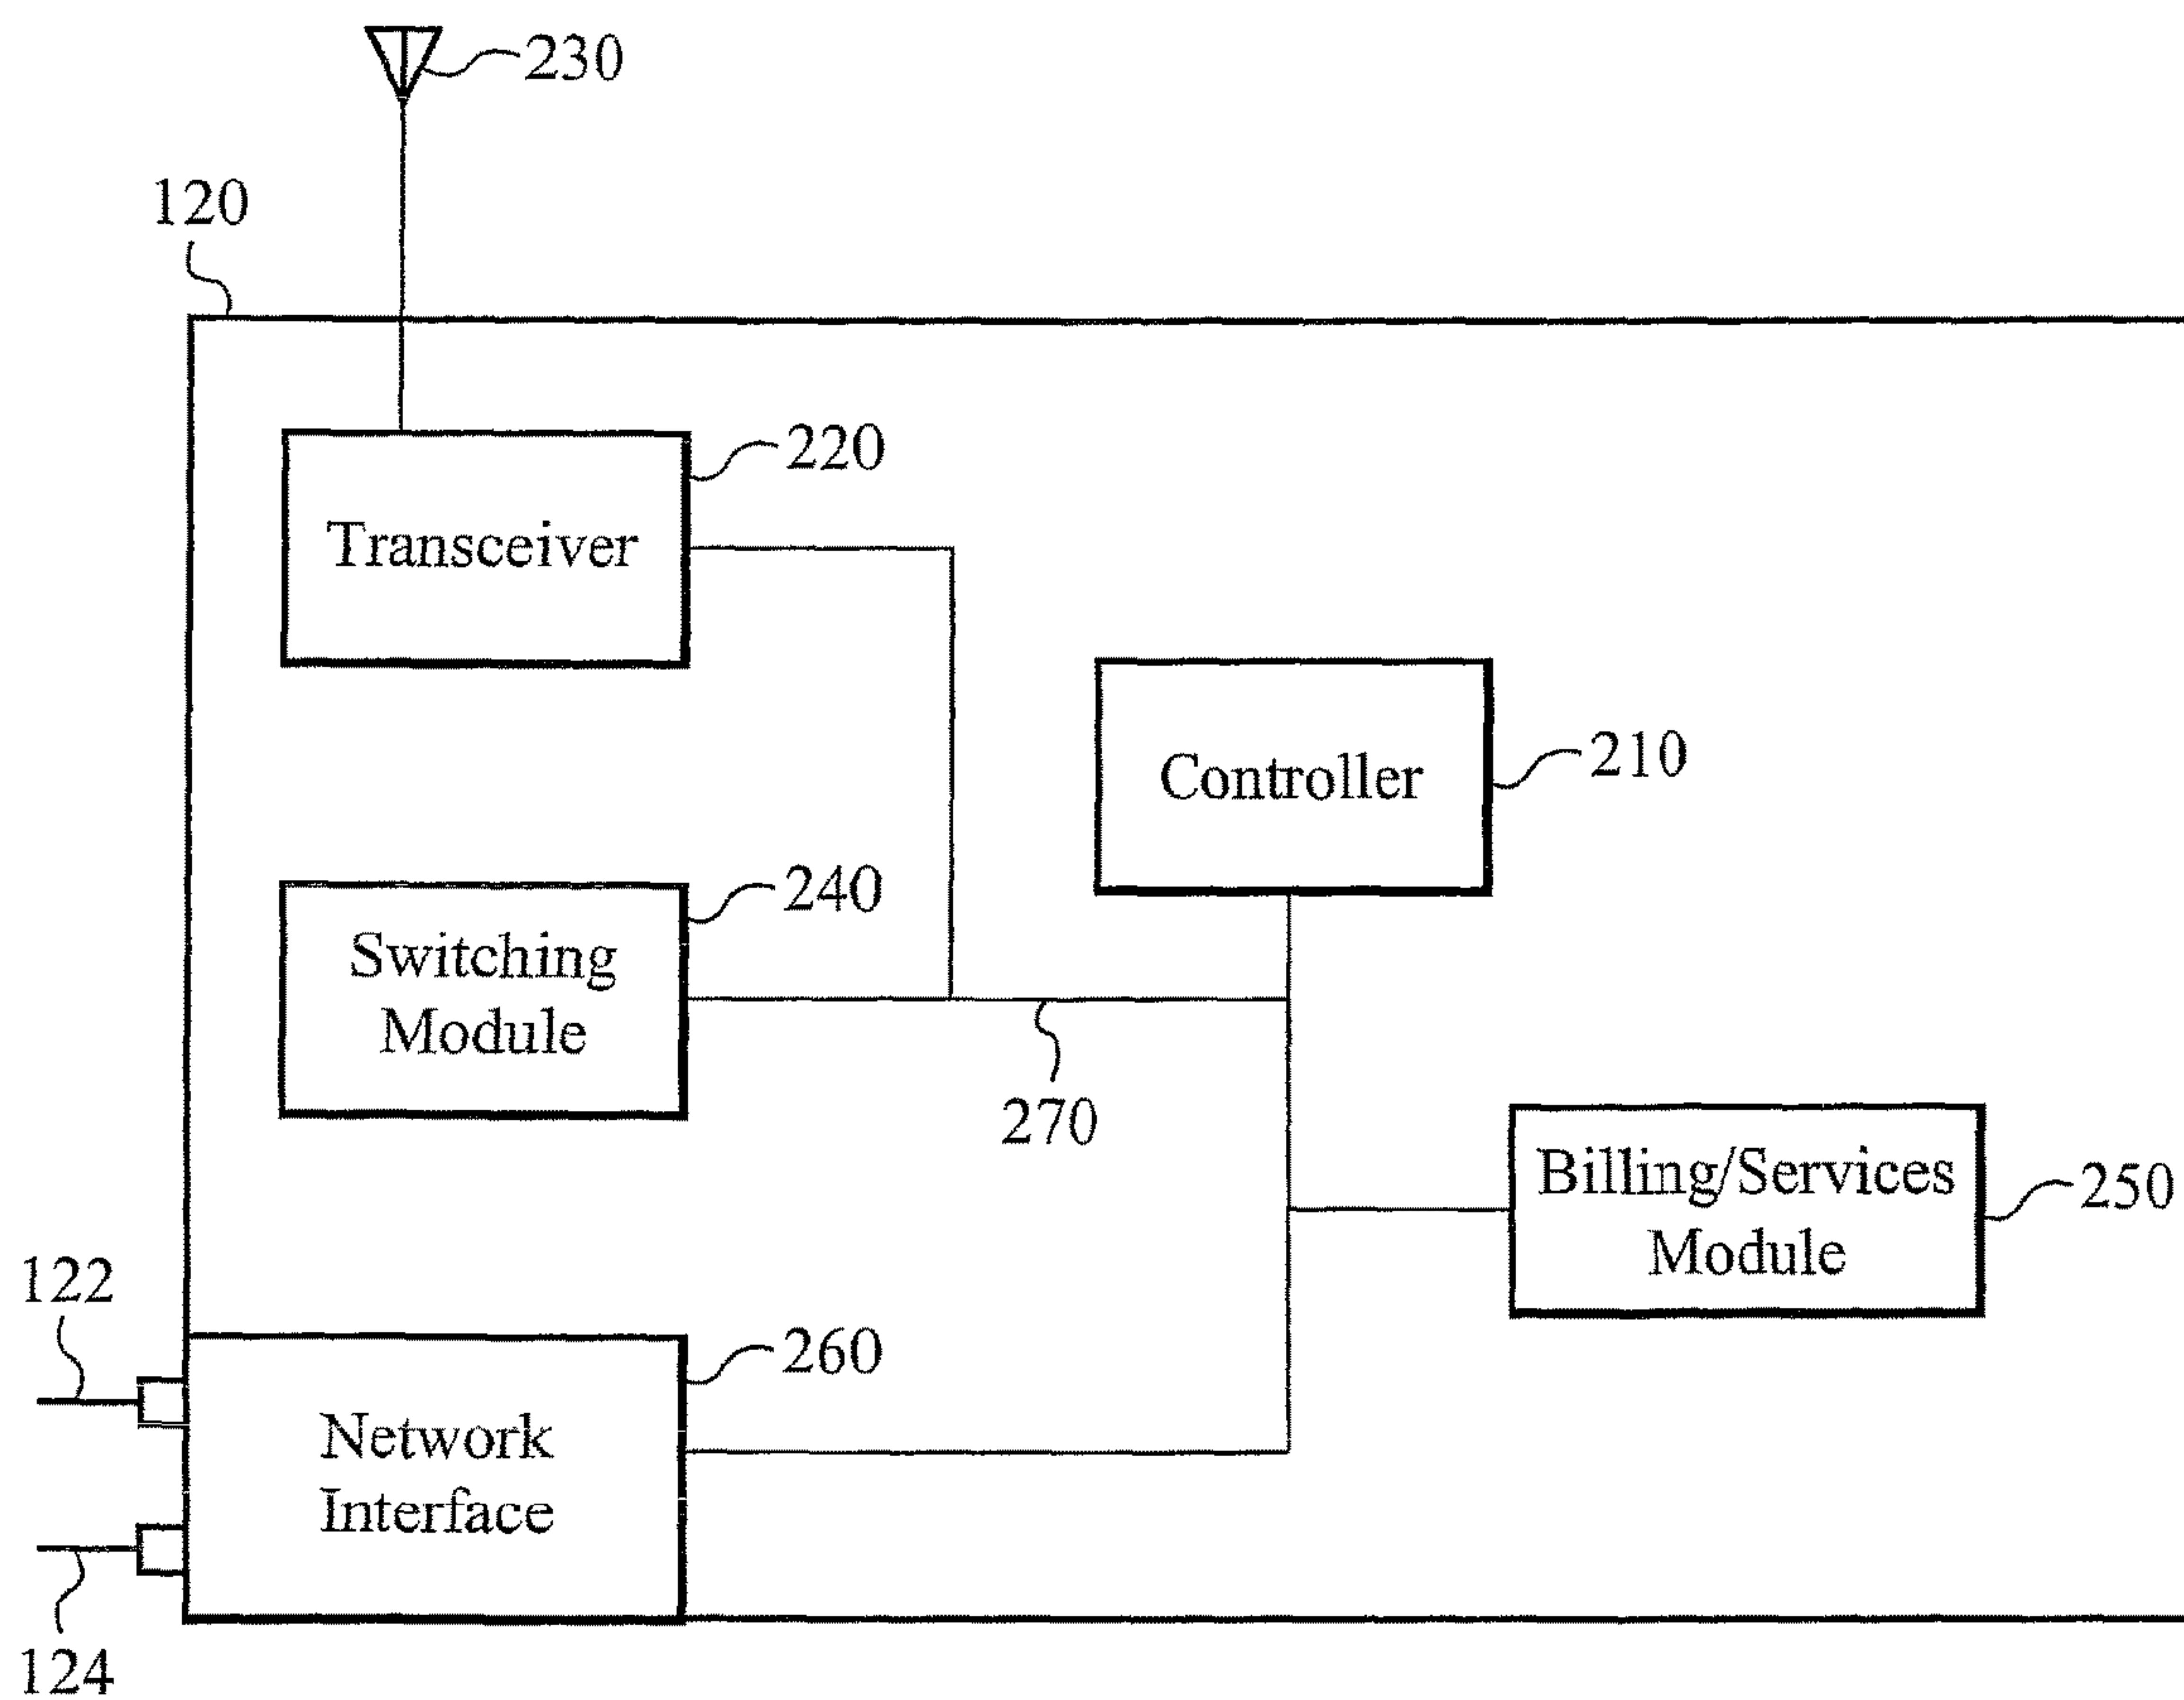 230
120
220
Transceiver
210
Controller
240
Switching
Module
270
Billing/Services
Module
250
122
260
Network
Interface
124